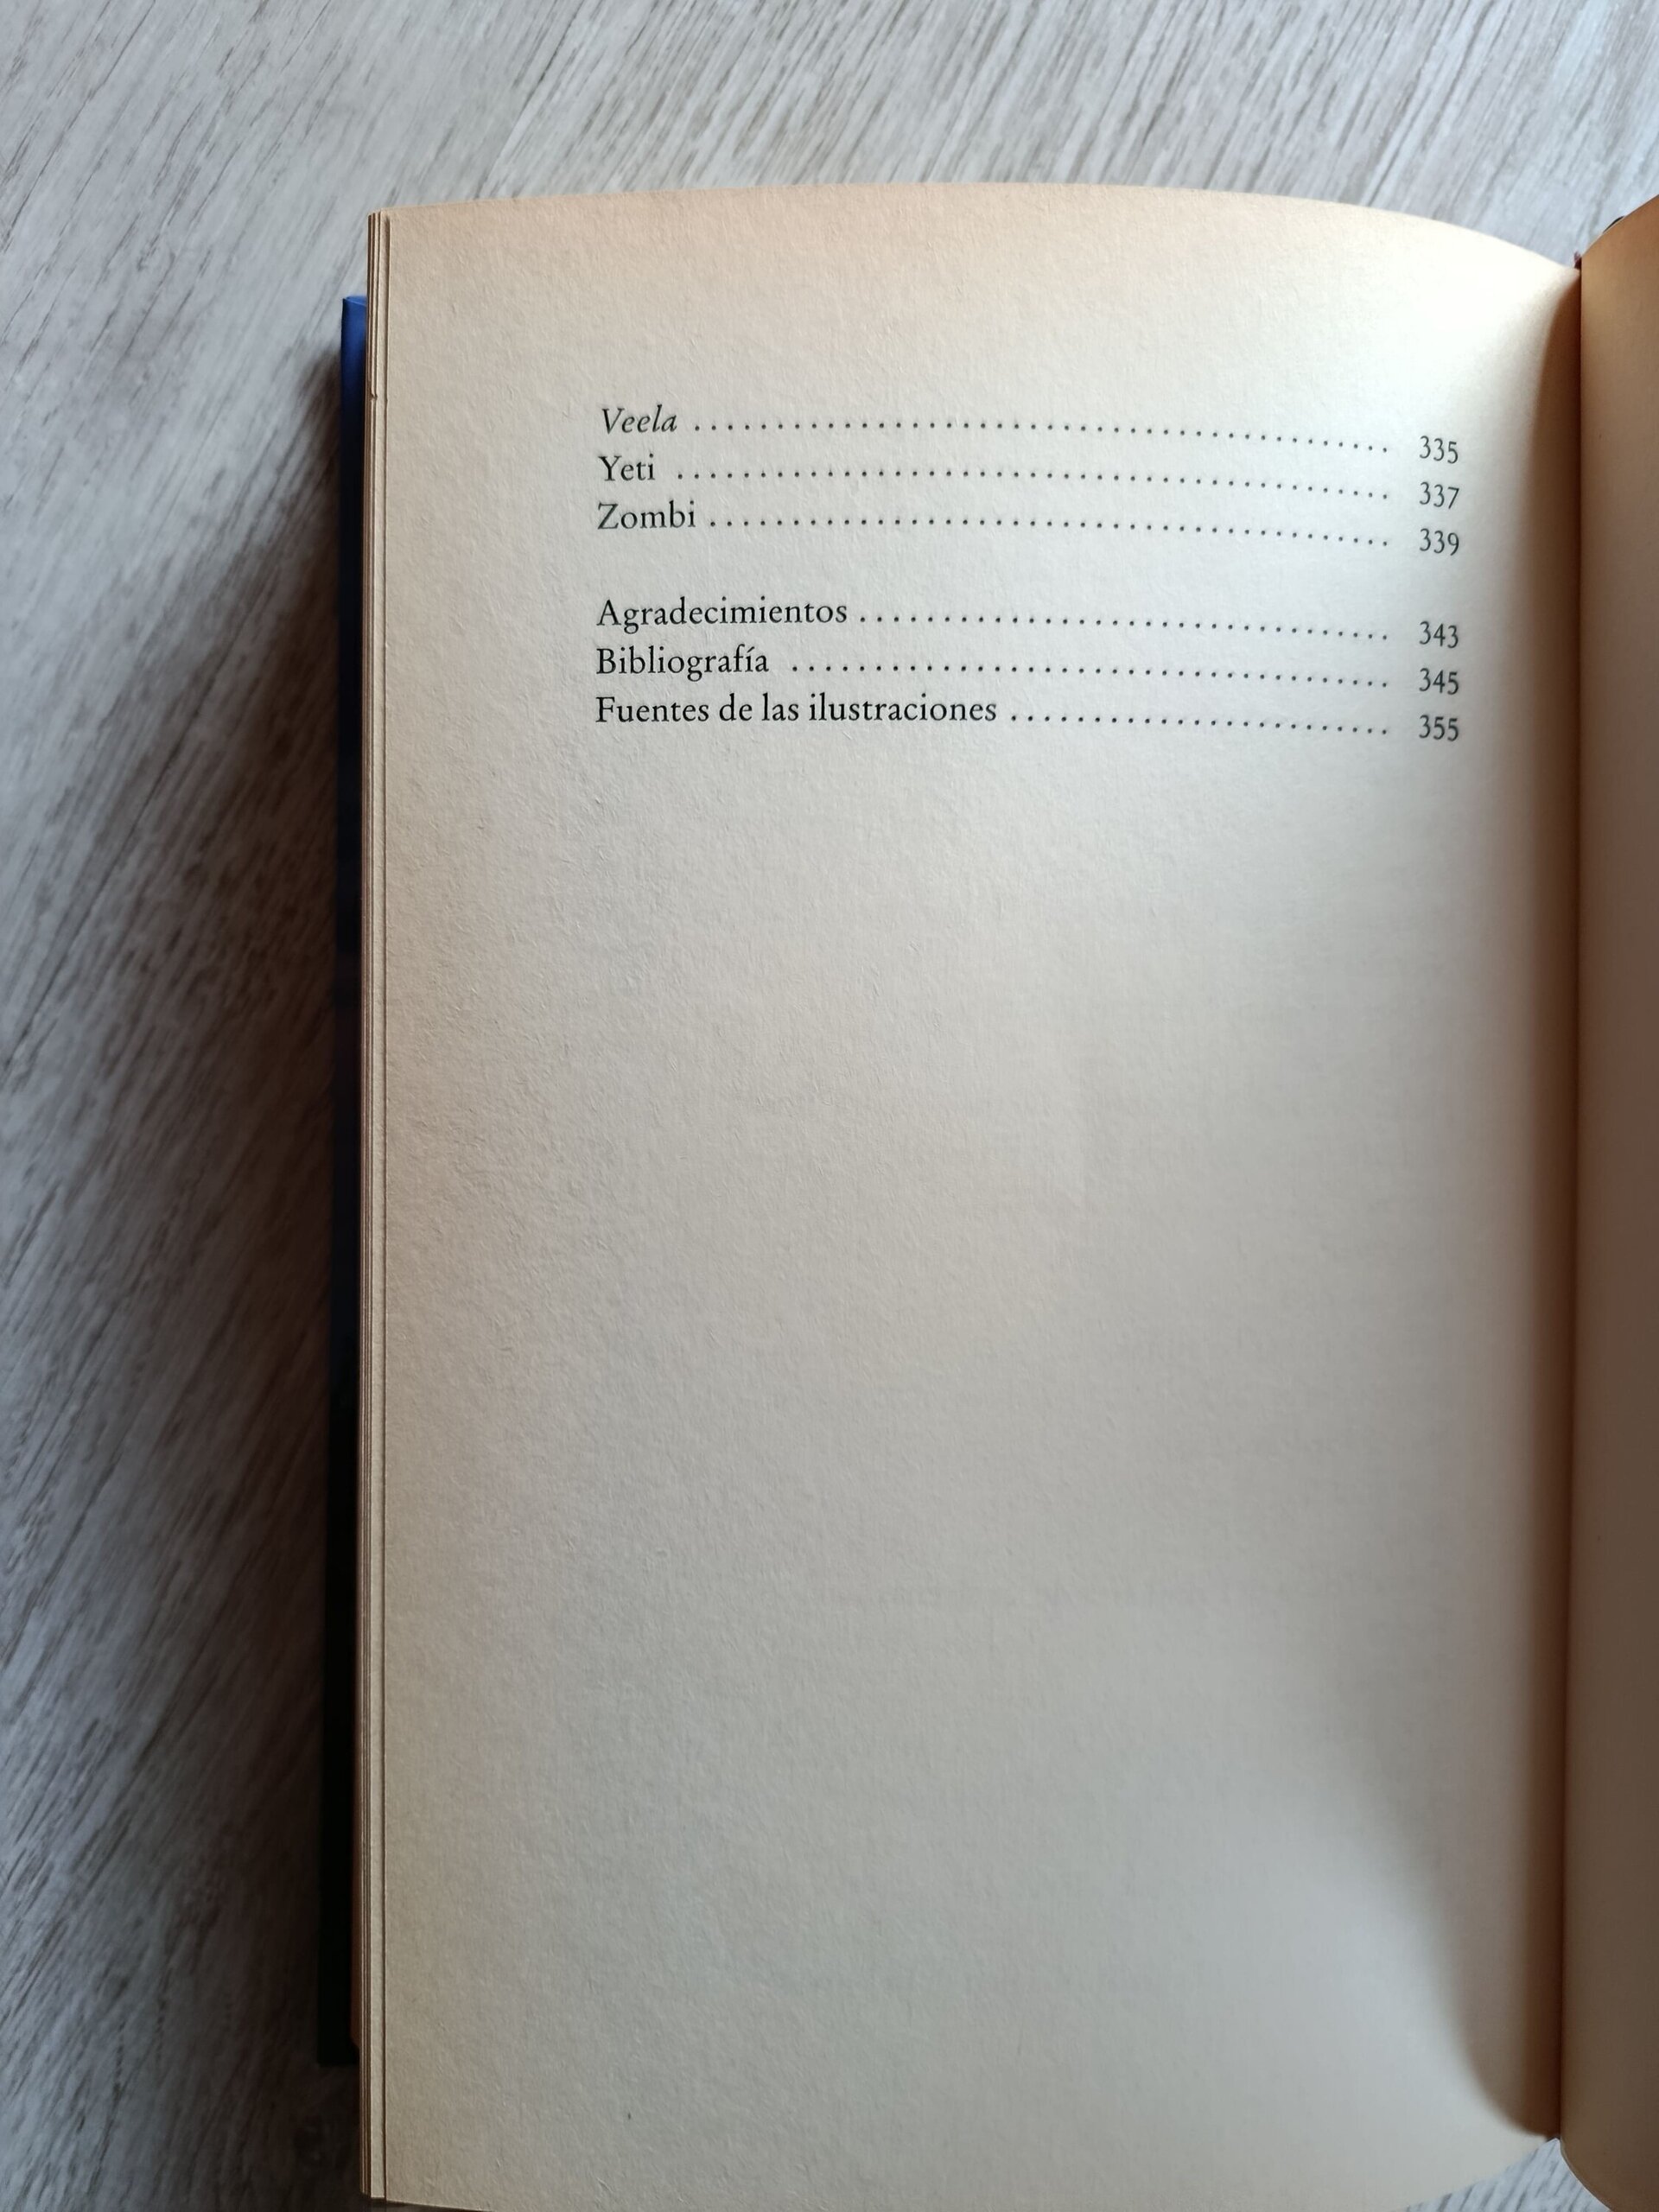 Veela ........................................ 335
Yeti ........................................ 337
Zombi ........................................ 339
Agradecimientos ................................ 343
Bibliografía .................................... 345
Fuentes de las ilustraciones ........................ 355